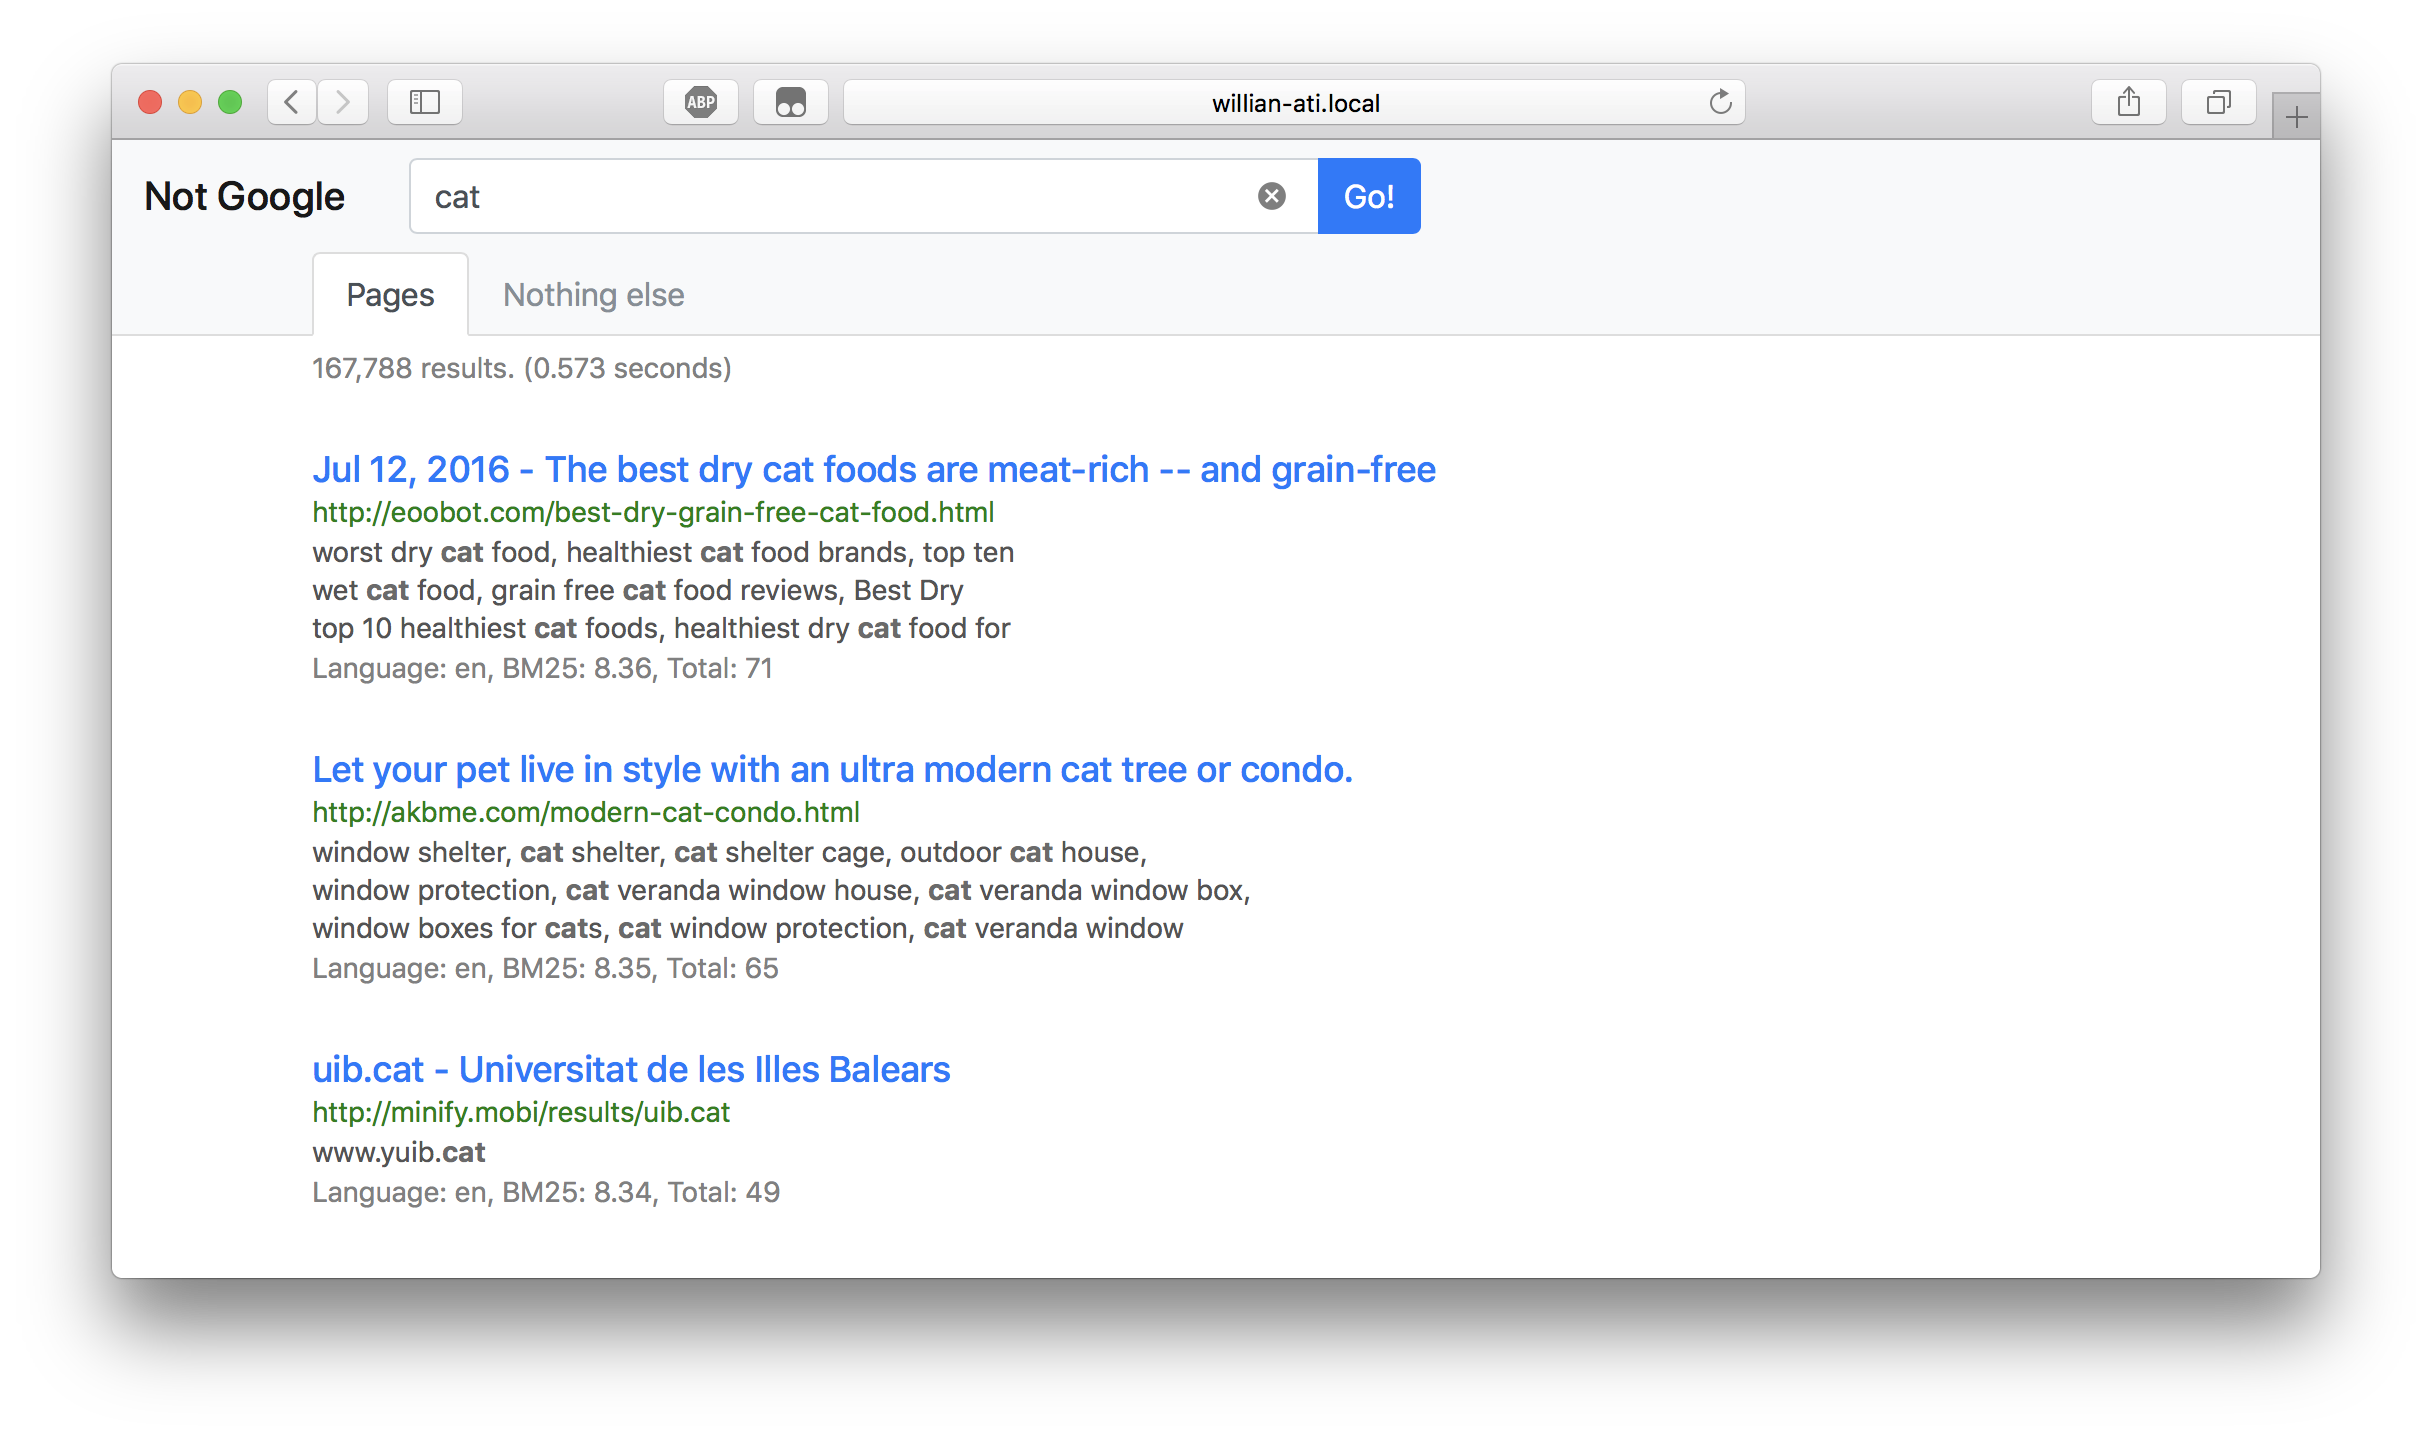 ABP
willian-ati.local
Not Google
cat
Go!
Pages
Nothing else
167,788 results. (0.573 seconds)
Jul 12, 2016 - The best dry cat foods are meat-rich -- and grain-free
http://eoobot.com/best-dry-grain-free-cat-food.html
worst dry cat food, healthiest cat food brands, top ten
wet cat food, grain free cat food reviews, Best Dry
top 10 healthiest cat foods, healthiest dry cat food for
Language: en, BM25: 8.36, Total: 71
Let your pet live in style with an ultra modern cat tree or condo.
http://akbme.com/modern-cat-condo.html
window shelter, cat shelter, cat shelter cage, outdoor cat house,
window protection, cat veranda window house, cat veranda window box,
window boxes for cats, cat window protection, cat veranda window
Language: en, BM25: 8.35, Total: 65
uib.cat - Universitat de les Illes Balears
http://minify.mobi/results/uib.cat
www.yuib.cat
Language: en, BM25: 8.34, Total: 49